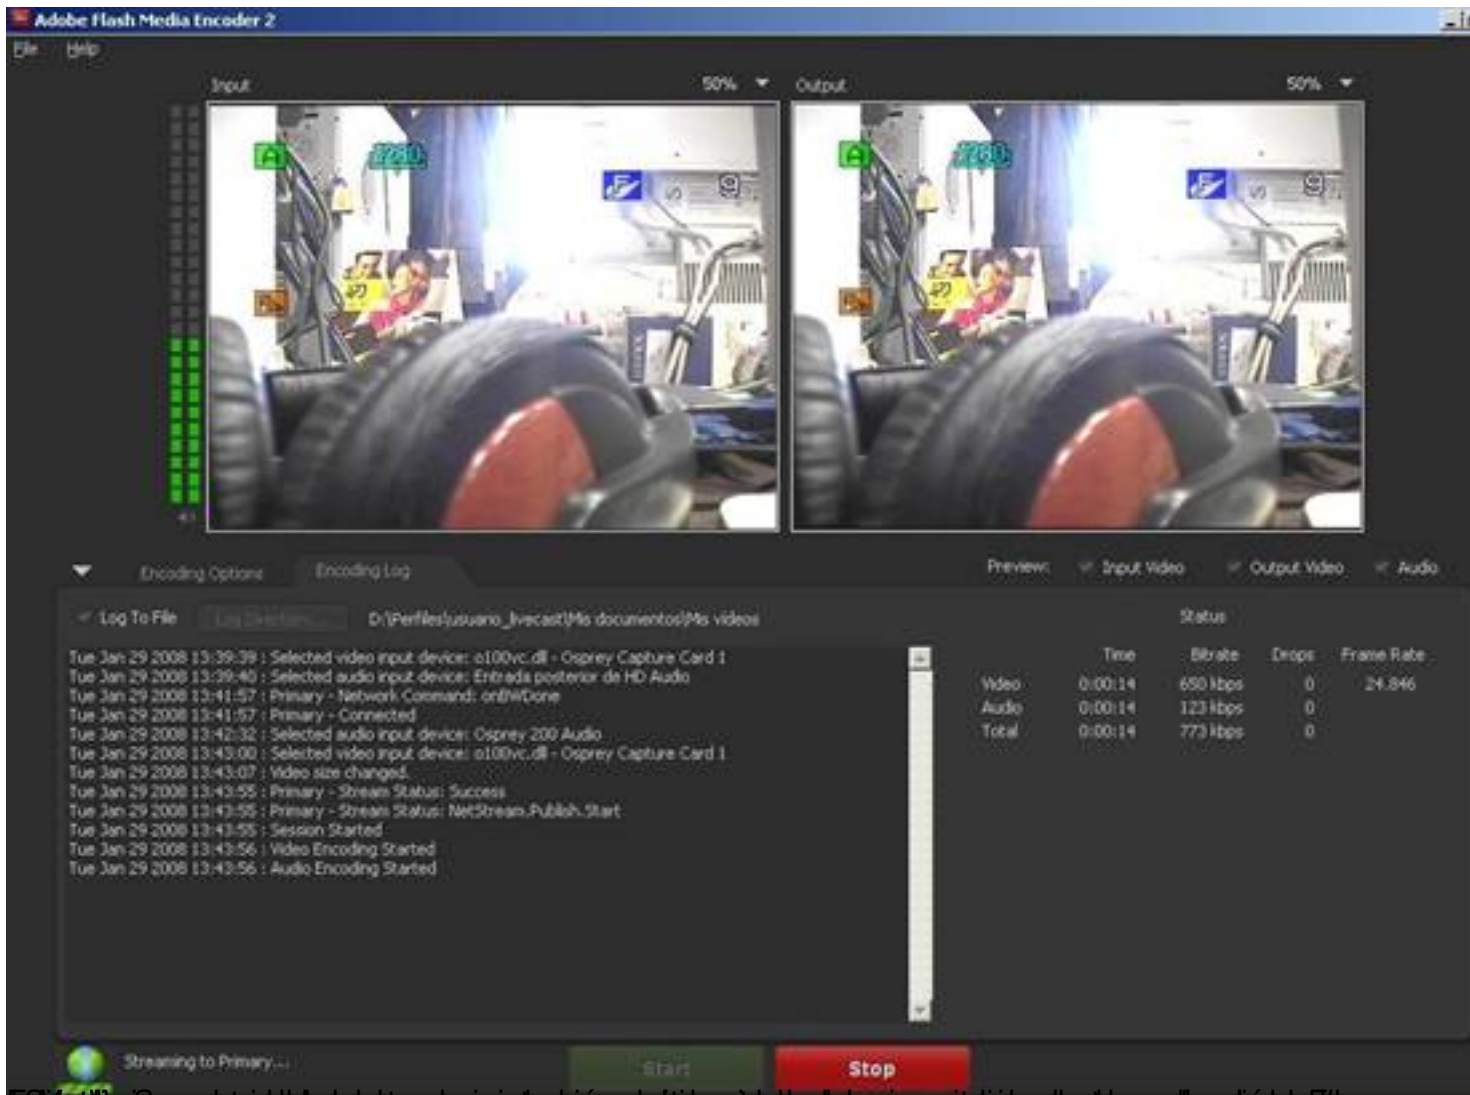 Adobe Flash Media Encoder 2
File Help
Input 50% Output 50%
Encoding Options Encoding Log Preview: Input Video Output Video Audio
Log To File D:\Perfiles\usuario_livecast\Mis documentos\Mis videos
Tue Jan 29 2008 13:39:39 : Selected video input device: o100vc.dll - Osprey Capture Card 1
Tue Jan 29 2008 13:39:40 : Selected audio input device: Entrada posterior de HD Audio
Tue Jan 29 2008 13:41:57 : Primary - Network Command: onBWDone
Tue Jan 29 2008 13:41:57 : Primary - Connected
Tue Jan 29 2008 13:42:32 : Selected audio input device: Osprey 200 Audio
Tue Jan 29 2008 13:43:00 : Selected video input device: o100vc.dll - Osprey Capture Card 1
Tue Jan 29 2008 13:43:07 : Video size changed.
Tue Jan 29 2008 13:43:55 : Primary - Stream Status: Success
Tue Jan 29 2008 13:43:55 : Primary - Stream Status: NetStream.Publish.Start
Tue Jan 29 2008 13:43:55 : Session Started
Tue Jan 29 2008 13:43:56 : Video Encoding Started
Tue Jan 29 2008 13:43:56 : Audio Encoding Started
Status
Time Bitrate Drops Frame Rate
Video 0:00:14 650 kbps 0 24.846
Audio 0:00:14 123 kbps 0
Total 0:00:14 773 kbps 0
Streaming to Primary... Start Stop